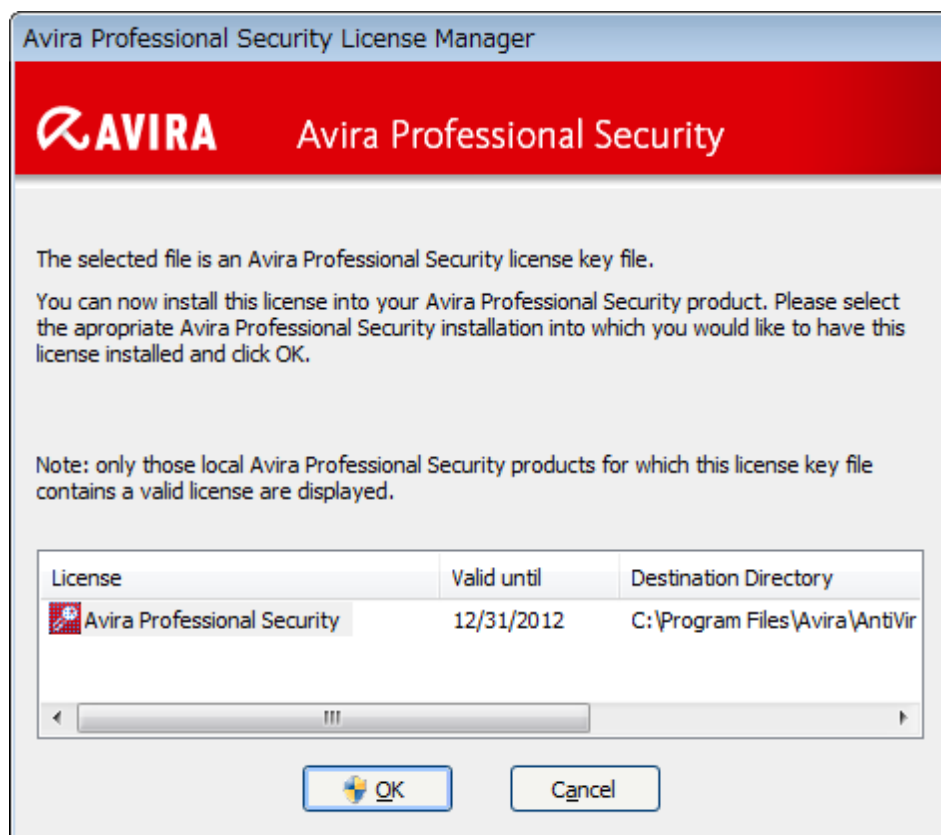 Avira Professional Security License Manager
AVIRA Avira Professional Security
The selected file is an Avira Professional Security license key file.
You can now install this license into your Avira Professional Security product. Please select
the apropriate Avira Professional Security installation into which you would like to have this
license installed and click OK.
Note: only those local Avira Professional Security products for which this license key file
contains a valid license are displayed.
License Valid until Destination Directory
Avira Professional Security 12/31/2012 C:\Program Files\Avira\AntiVir
OK Cancel